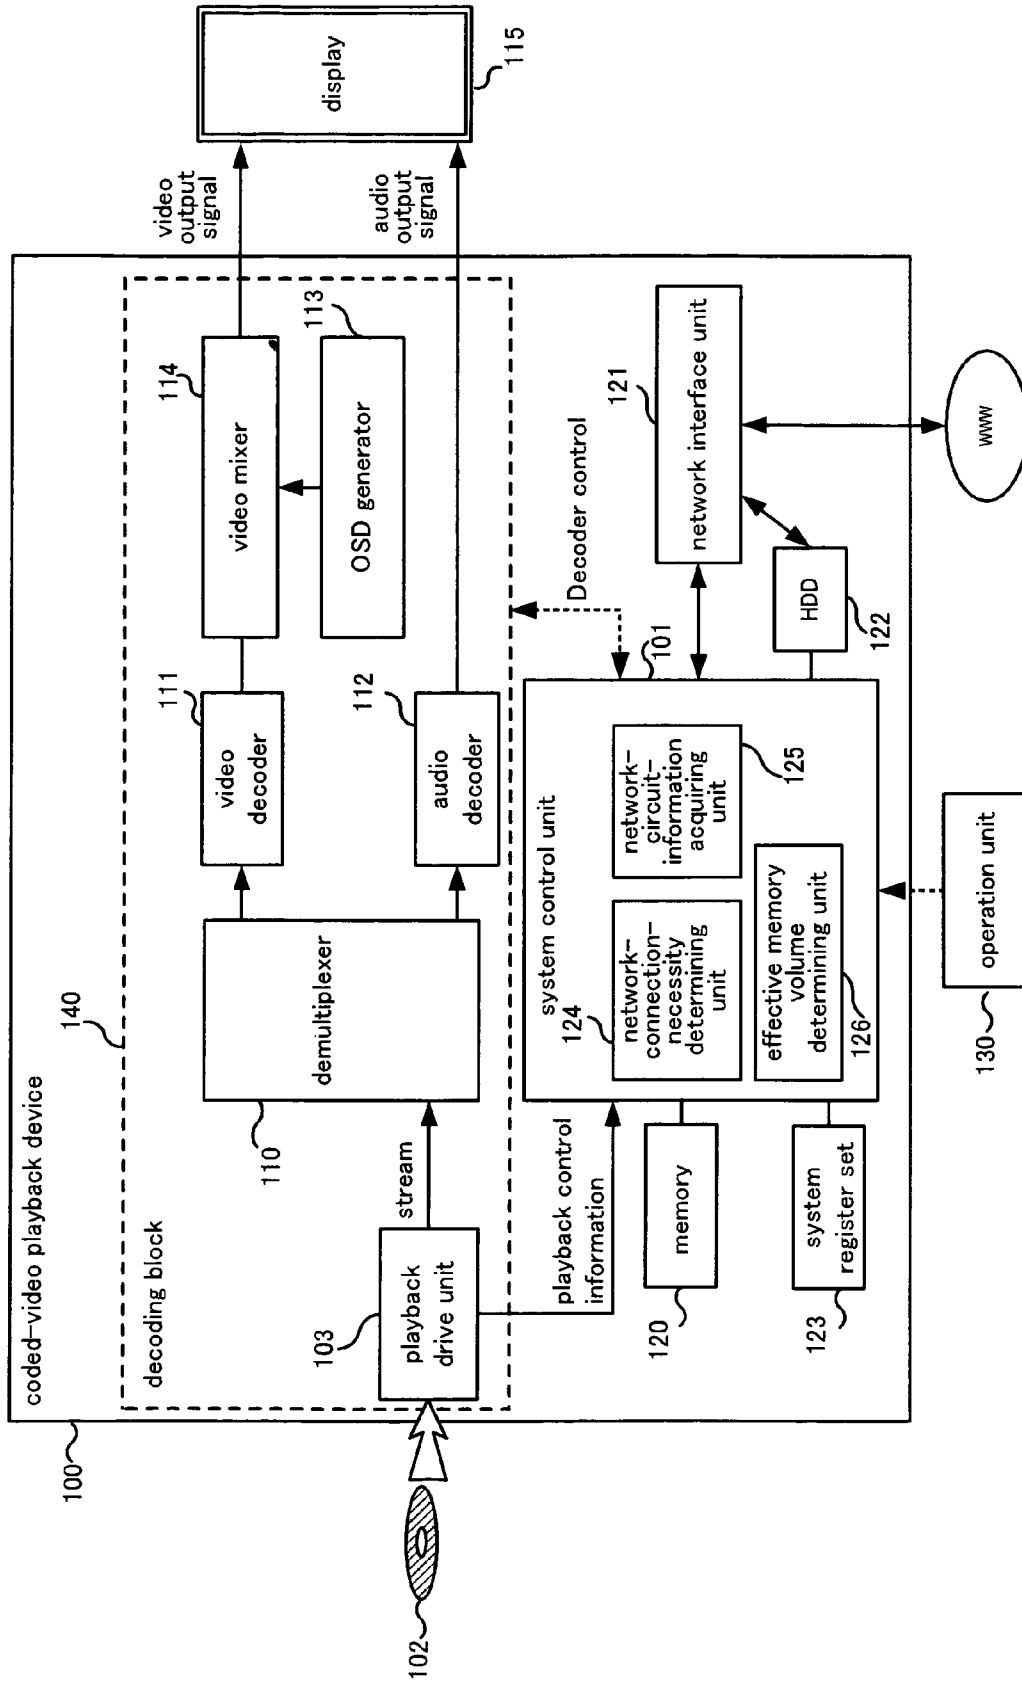 coded-video playback device
100
decoding block
140
102
103
playback
drive unit
stream
demultiplexer
110
video
decoder
111
audio
decoder
112
video mixer
114
OSD generator
113
video
output
signal
audio
output
signal
display
115
Decoder control
playback control
information
system control unit
101
network-
connection-
necessity
determining
unit
124
network-
circuit-
information
acquiring
unit
125
effective memory
volume
determining unit
126
memory
120
system
register set
123
HDD
122
network interface unit
121
operation unit
130
www